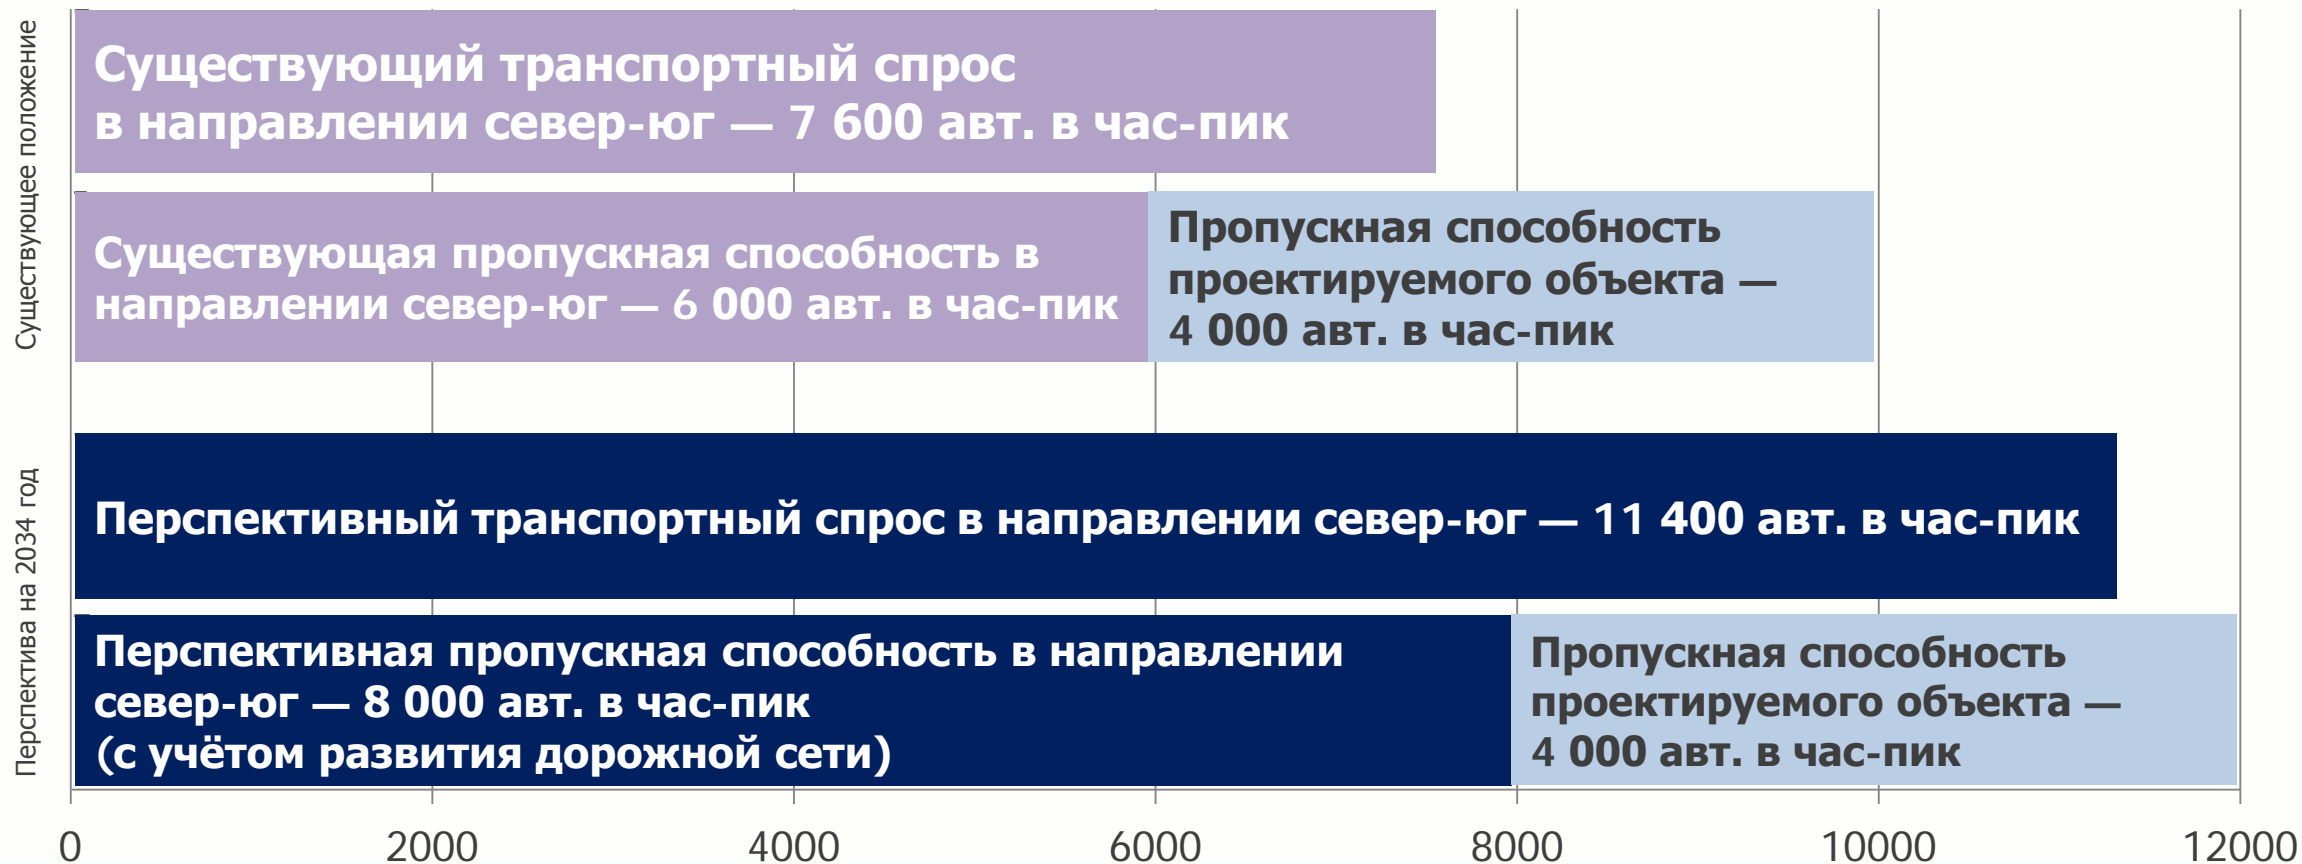 Существующее положение
Существующий транспортный спрос
в направлении север-юг — 7 600 авт. в час-пик
Существующая пропускная способность в
направлении север-юг — 6 000 авт. в час-пик
Пропускная способность
проектируемого объекта —
4 000 авт. в час-пик
Перспектива на 2034 год
Перспективный транспортный спрос в направлении север-юг — 11 400 авт. в час-пик
Перспективная пропускная способность в направлении
север-юг — 8 000 авт. в час-пик
(с учётом развития дорожной сети)
Пропускная способность
проектируемого объекта —
4 000 авт. в час-пик
0 2000 4000 6000 8000 10000 12000